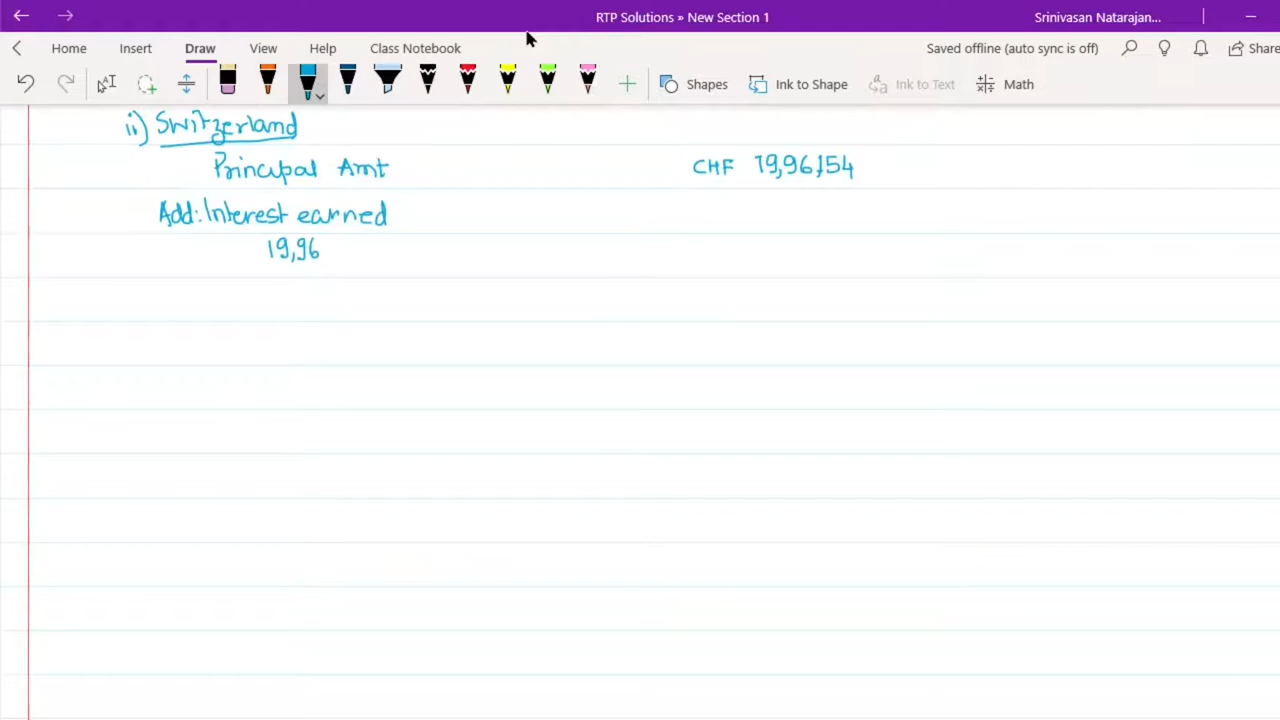 RTP Solutions » New Section 1
Srinivasan Natarajan...
Home Insert Draw View Help Class Notebook
Saved offline (auto sync is off)
Share
Shapes Ink to Shape Ink to Text Math
ii) Switzerland
Principal Amt CHF 19,96,154
Add: Interest earned
19,96